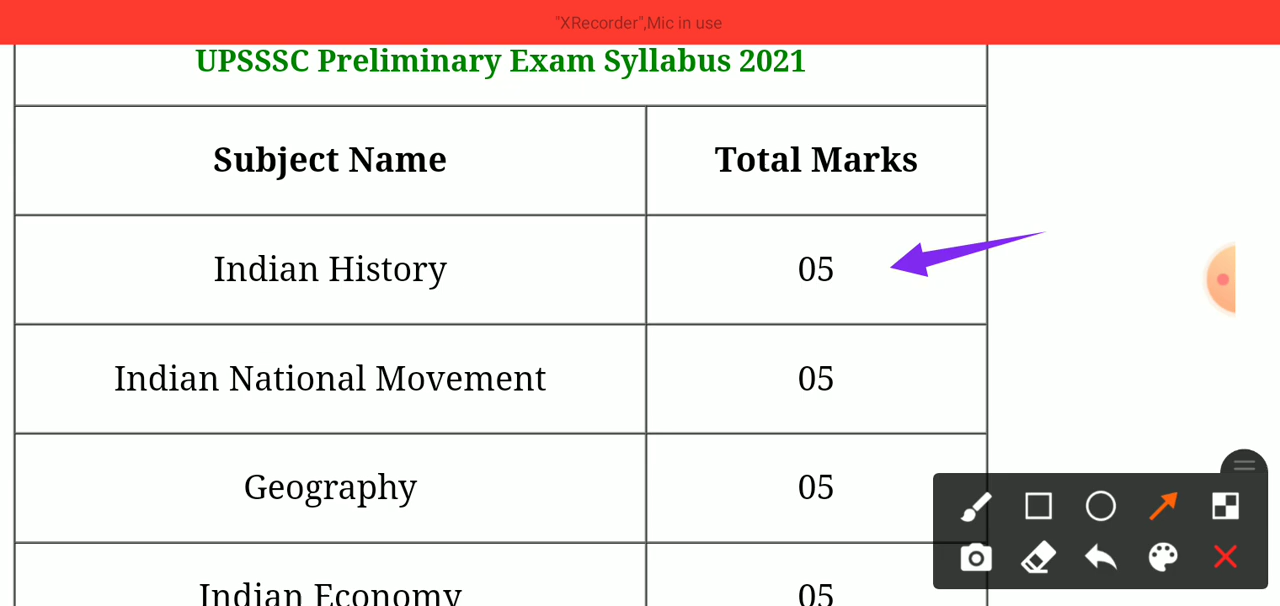 "XRecorder",Mic in use
UPSSSC Preliminary Exam Syllabus 2021
Subject Name Total Marks
Indian History 05
Indian National Movement 05
Geography 05
Indian Economy 05